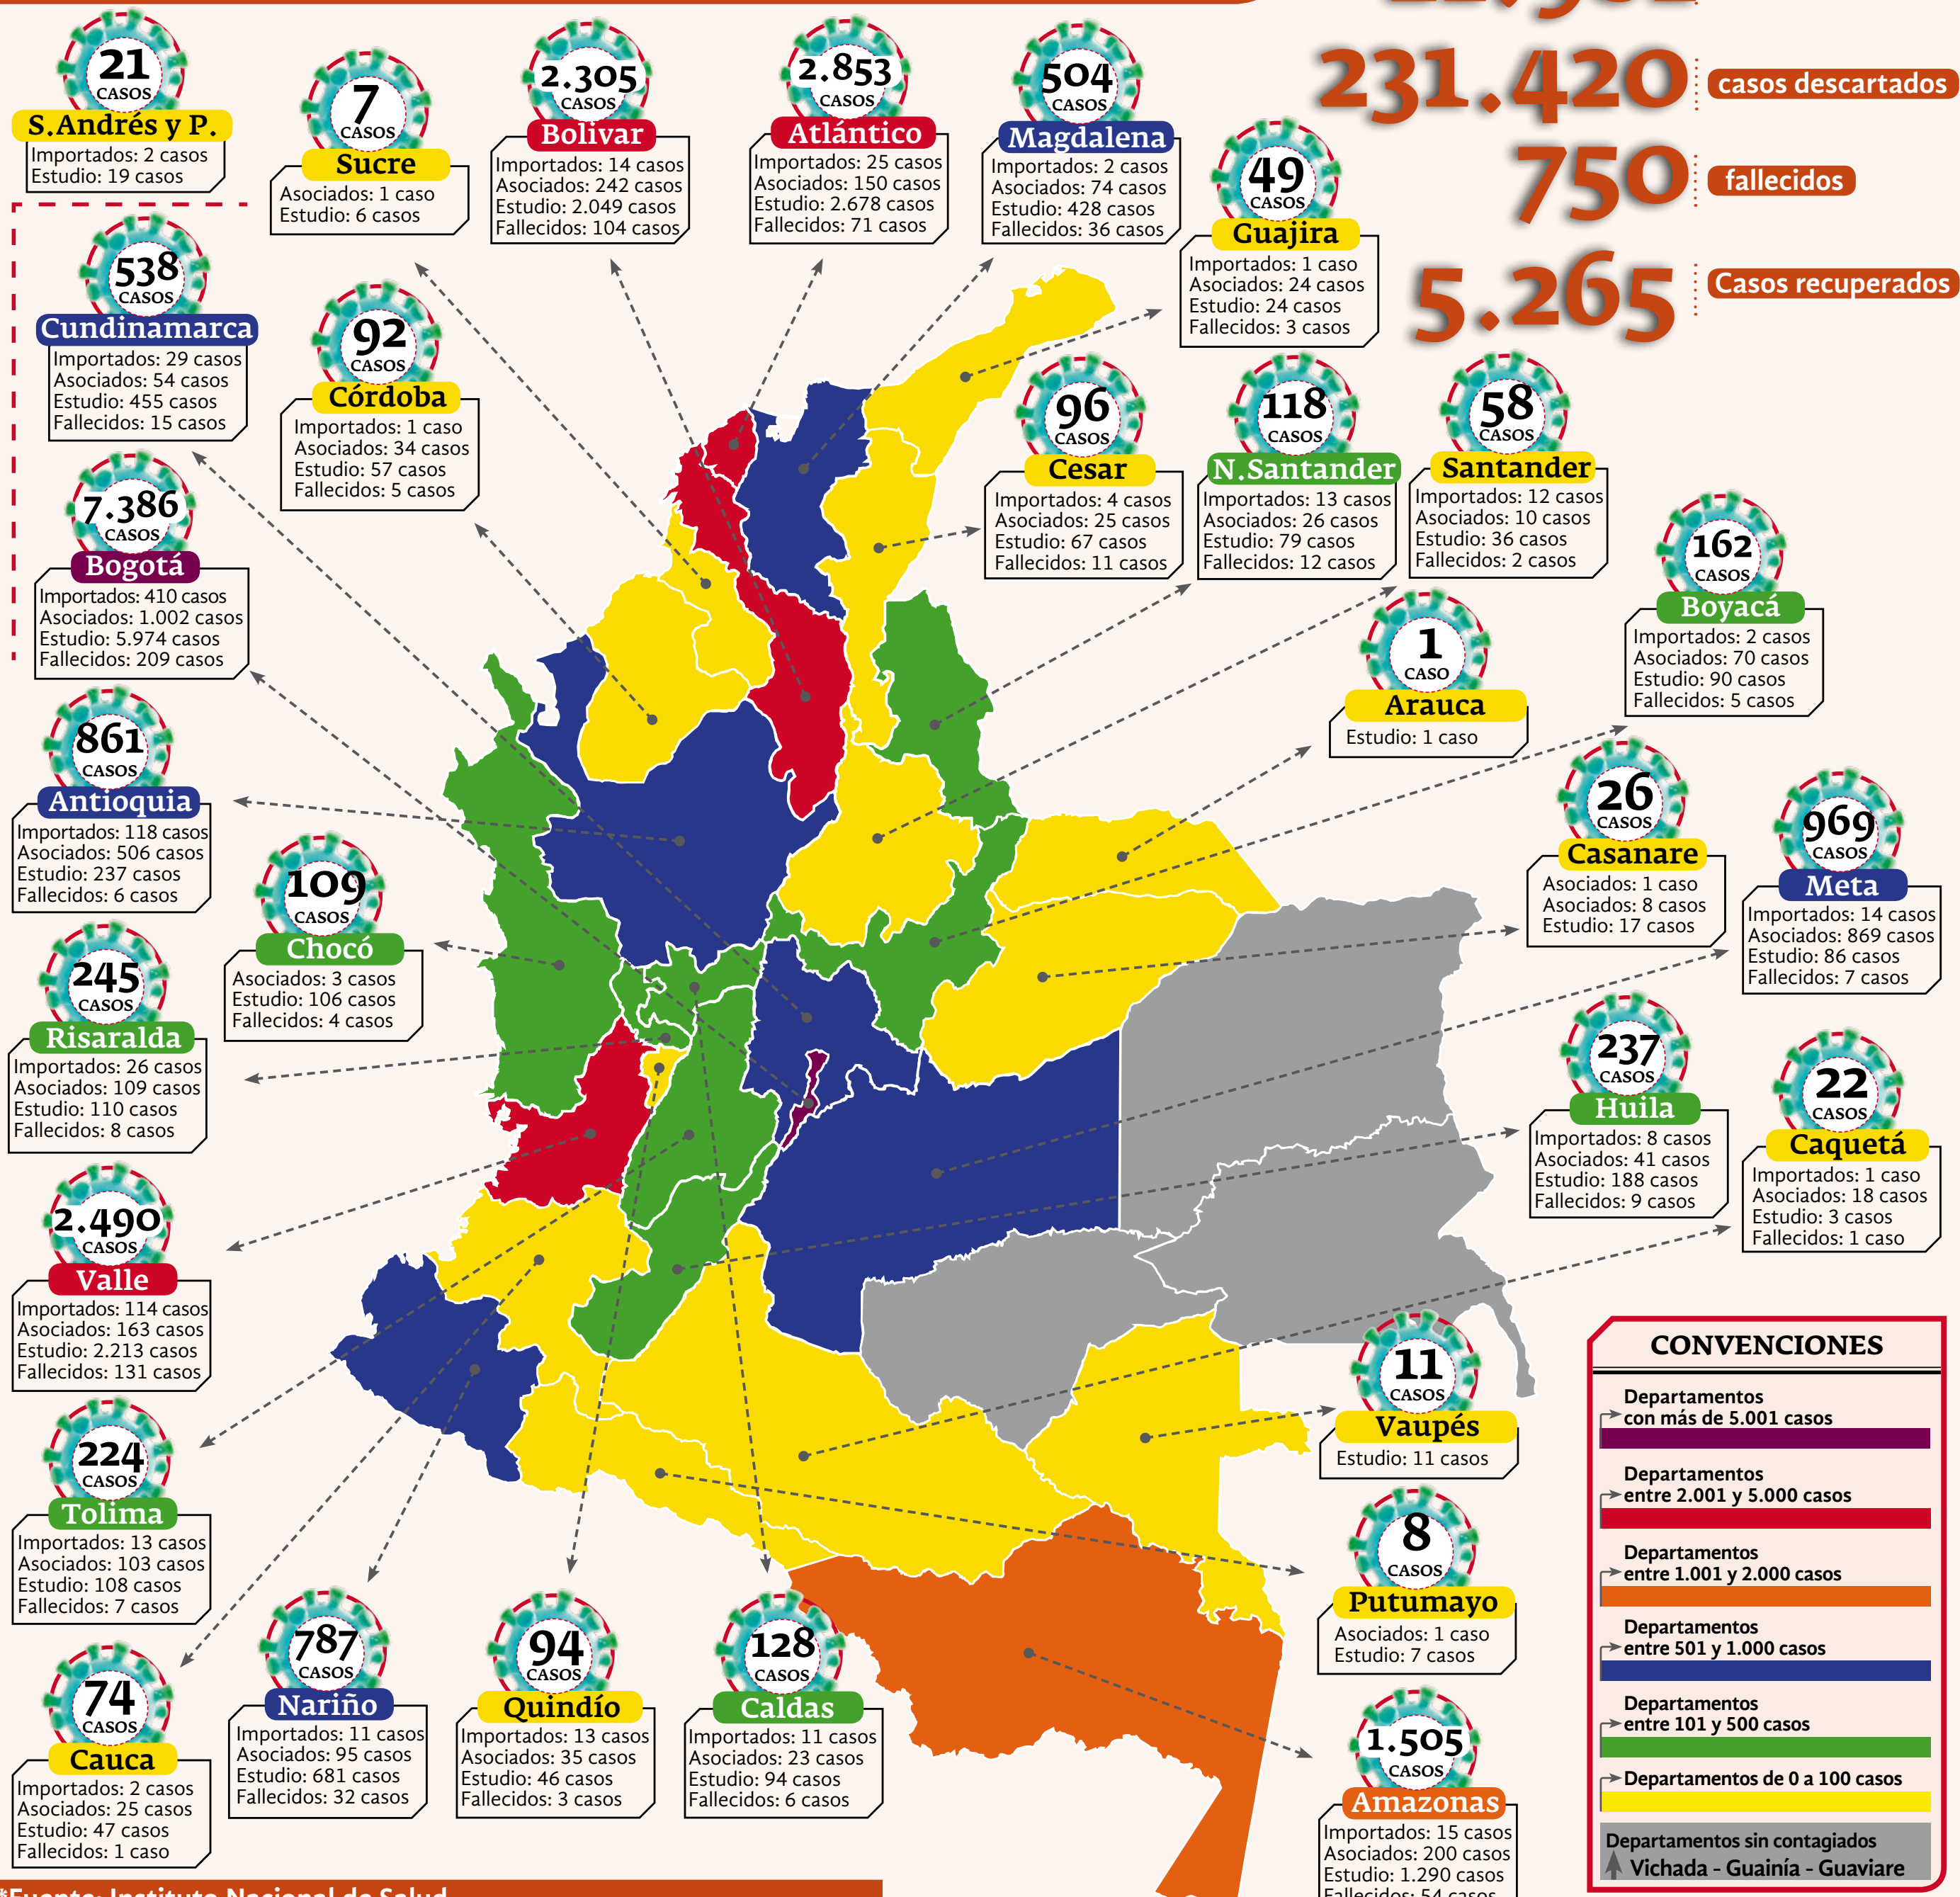 231.420 casos descartados
750 fallecidos
5.265 Casos recuperados
21
CASOS
S.Andrés y P.
Importados: 2 casos
Estudio: 19 casos
7
CASOS
Sucre
Asociados: 1 caso
Estudio: 6 casos
2.305
CASOS
Bolivar
Importados: 14 casos
Asociados: 242 casos
Estudio: 2.049 casos
Fallecidos: 104 casos
2.853
CASOS
Atlántico
Importados: 25 casos
Asociados: 150 casos
Estudio: 2.678 casos
Fallecidos: 71 casos
504
CASOS
Magdalena
Importados: 2 casos
Asociados: 74 casos
Estudio: 428 casos
Fallecidos: 36 casos
49
CASOS
Guajira
Importados: 1 caso
Asociados: 24 casos
Estudio: 24 casos
Fallecidos: 3 casos
538
CASOS
Cundinamarca
Importados: 29 casos
Asociados: 54 casos
Estudio: 455 casos
Fallecidos: 15 casos
92
CASOS
Córdoba
Importados: 1 caso
Asociados: 34 casos
Estudio: 57 casos
Fallecidos: 5 casos
96
CASOS
Cesar
Importados: 4 casos
Asociados: 25 casos
Estudio: 67 casos
Fallecidos: 11 casos
118
CASOS
N.Santander
Importados: 13 casos
Asociados: 26 casos
Estudio: 79 casos
Fallecidos: 12 casos
58
CASOS
Santander
Importados: 12 casos
Asociados: 10 casos
Estudio: 36 casos
Fallecidos: 2 casos
7.386
CASOS
Bogotá
Importados: 410 casos
Asociados: 1.002 casos
Estudio: 5.974 casos
Fallecidos: 209 casos
162
CASOS
Boyacá
Importados: 2 casos
Asociados: 70 casos
Estudio: 90 casos
Fallecidos: 5 casos
1
CASO
Arauca
Estudio: 1 caso
861
CASOS
Antioquia
Importados: 118 casos
Asociados: 506 casos
Estudio: 237 casos
Fallecidos: 6 casos
26
CASOS
Casanare
Asociados: 1 caso
Asociados: 8 casos
Estudio: 17 casos
969
CASOS
Meta
Importados: 14 casos
Asociados: 869 casos
Estudio: 86 casos
Fallecidos: 7 casos
109
CASOS
Chocó
Asociados: 3 casos
Estudio: 106 casos
Fallecidos: 4 casos
245
CASOS
Risaralda
Importados: 26 casos
Asociados: 109 casos
Estudio: 110 casos
Fallecidos: 8 casos
237
CASOS
Huila
Importados: 8 casos
Asociados: 41 casos
Estudio: 188 casos
Fallecidos: 9 casos
22
CASOS
Caquetá
Importados: 1 caso
Asociados: 18 casos
Estudio: 3 casos
Fallecidos: 1 caso
2.490
CASOS
Valle
Importados: 114 casos
Asociados: 163 casos
Estudio: 2.213 casos
Fallecidos: 131 casos
11
CASOS
Vaupés
Estudio: 11 casos
224
CASOS
Tolima
Importados: 13 casos
Asociados: 103 casos
Estudio: 108 casos
Fallecidos: 7 casos
8
CASOS
Putumayo
Asociados: 1 caso
Estudio: 7 casos
74
CASOS
Cauca
Importados: 2 casos
Asociados: 25 casos
Estudio: 47 casos
Fallecidos: 1 caso
787
CASOS
Nariño
Importados: 11 casos
Asociados: 95 casos
Estudio: 681 casos
Fallecidos: 32 casos
94
CASOS
Quindío
Importados: 13 casos
Asociados: 35 casos
Estudio: 46 casos
Fallecidos: 3 casos
128
CASOS
Caldas
Importados: 11 casos
Asociados: 23 casos
Estudio: 94 casos
Fallecidos: 6 casos
1.505
CASOS
Amazonas
Importados: 15 casos
Asociados: 200 casos
Estudio: 1.290 casos
Fallecidos: 54 casos
CONVENCIONES
Departamentos
con más de 5.001 casos
Departamentos
entre 2.001 y 5.000 casos
Departamentos
entre 1.001 y 2.000 casos
Departamentos
entre 501 y 1.000 casos
Departamentos
entre 101 y 500 casos
Departamentos de 0 a 100 casos
Departamentos sin contagiados
Vichada - Guainía - Guaviare
*Fuente: Instituto Nacional de Salud